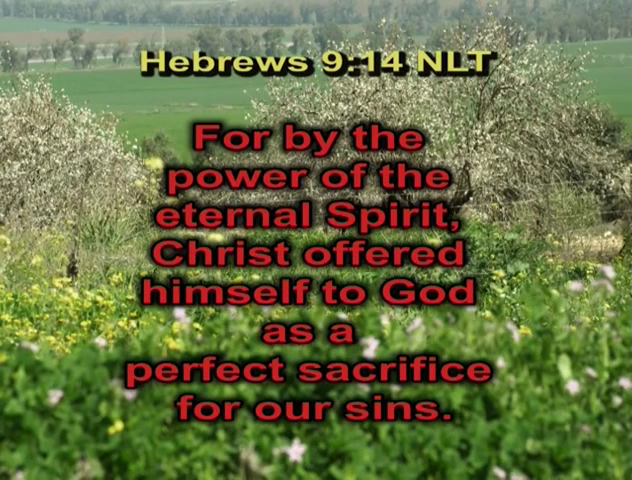 Hebrews 9:14 NLT
For by the
power of the
eternal Spirit,
Christ offered
himself to God
as a
perfect sacrifice
for our sins.